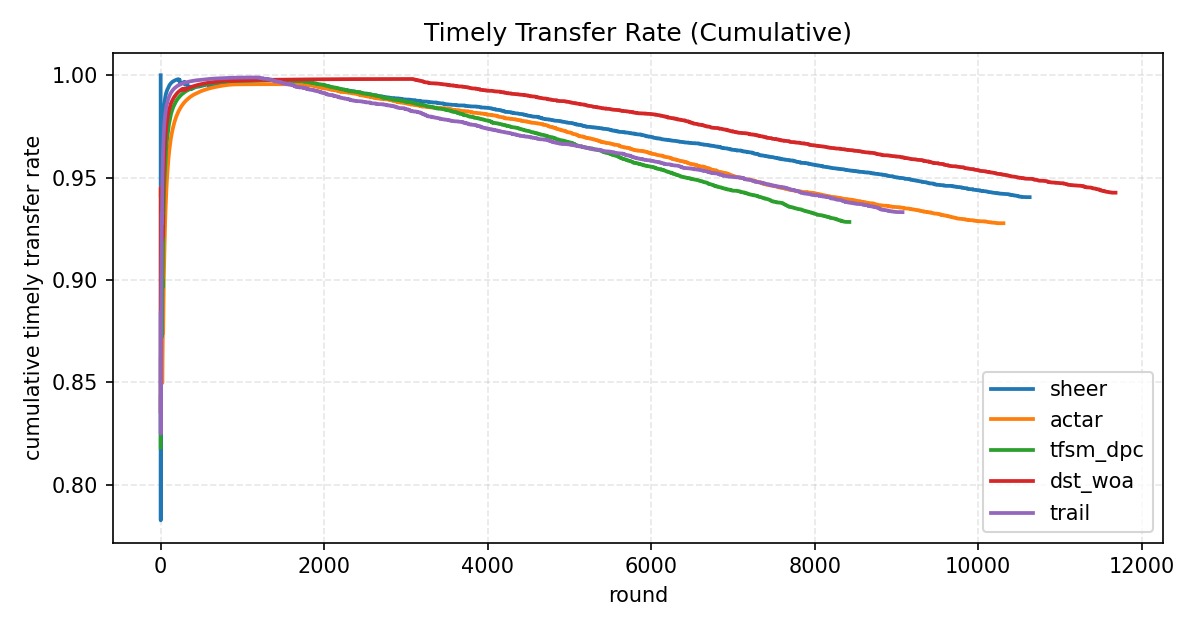 Timely Transfer Rate (Cumulative)
cumulative timely transfer rate
1.00
0.95
0.90
0.85
0.80
0
2000
4000
6000
8000
10000
12000
round
sheer
actar
tfsm_dpc
dst_woa
trail